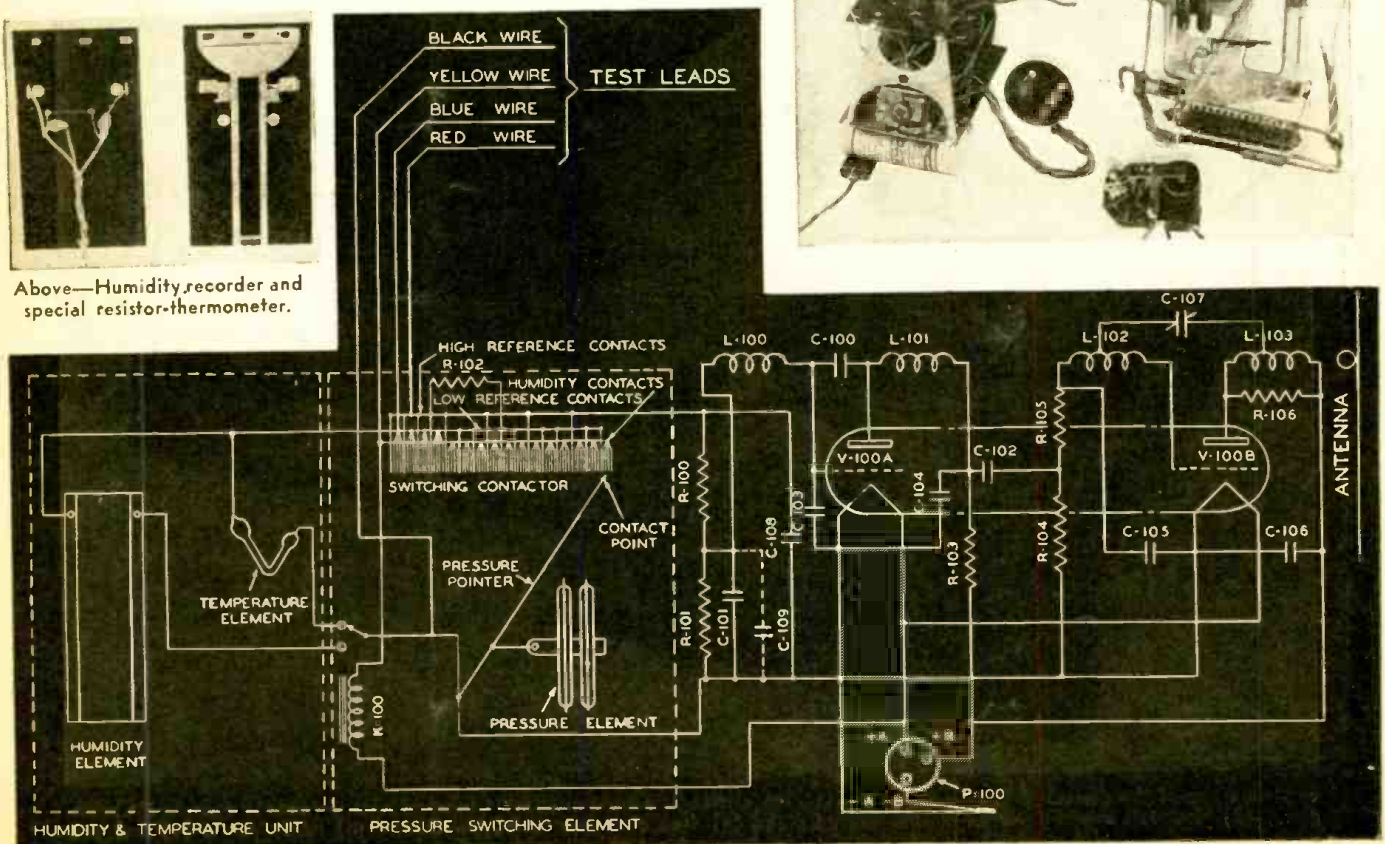 BLACK WIRE
YELLOW WIRE
BLUE WIRE
RED WIRE
TEST LEADS
Above—Humidity recorder and
special resistor-thermometer.
HIGH REFERENCE CONTACTS
R-102
HUMIDITY CONTACTS
LOW REFERENCE CONTACTS
SWITCHING CONTACTOR
CONTACT
POINT
PRESSURE
POINTER
TEMPERATURE
ELEMENT
K-100
PRESSURE ELEMENT
HUMIDITY
ELEMENT
HUMIDITY & TEMPERATURE UNIT
PRESSURE SWITCHING ELEMENT
L-100
C-100
L-101
L-102
C-107
L-103
R-106
R-105
C-102
V-100A
V-100B
C-104
C-103
C-108
R-100
R-101
C-101
C-109
R-103
R-104
C-105
C-106
ANTENNA
+A
+B
-A
-B
P-100